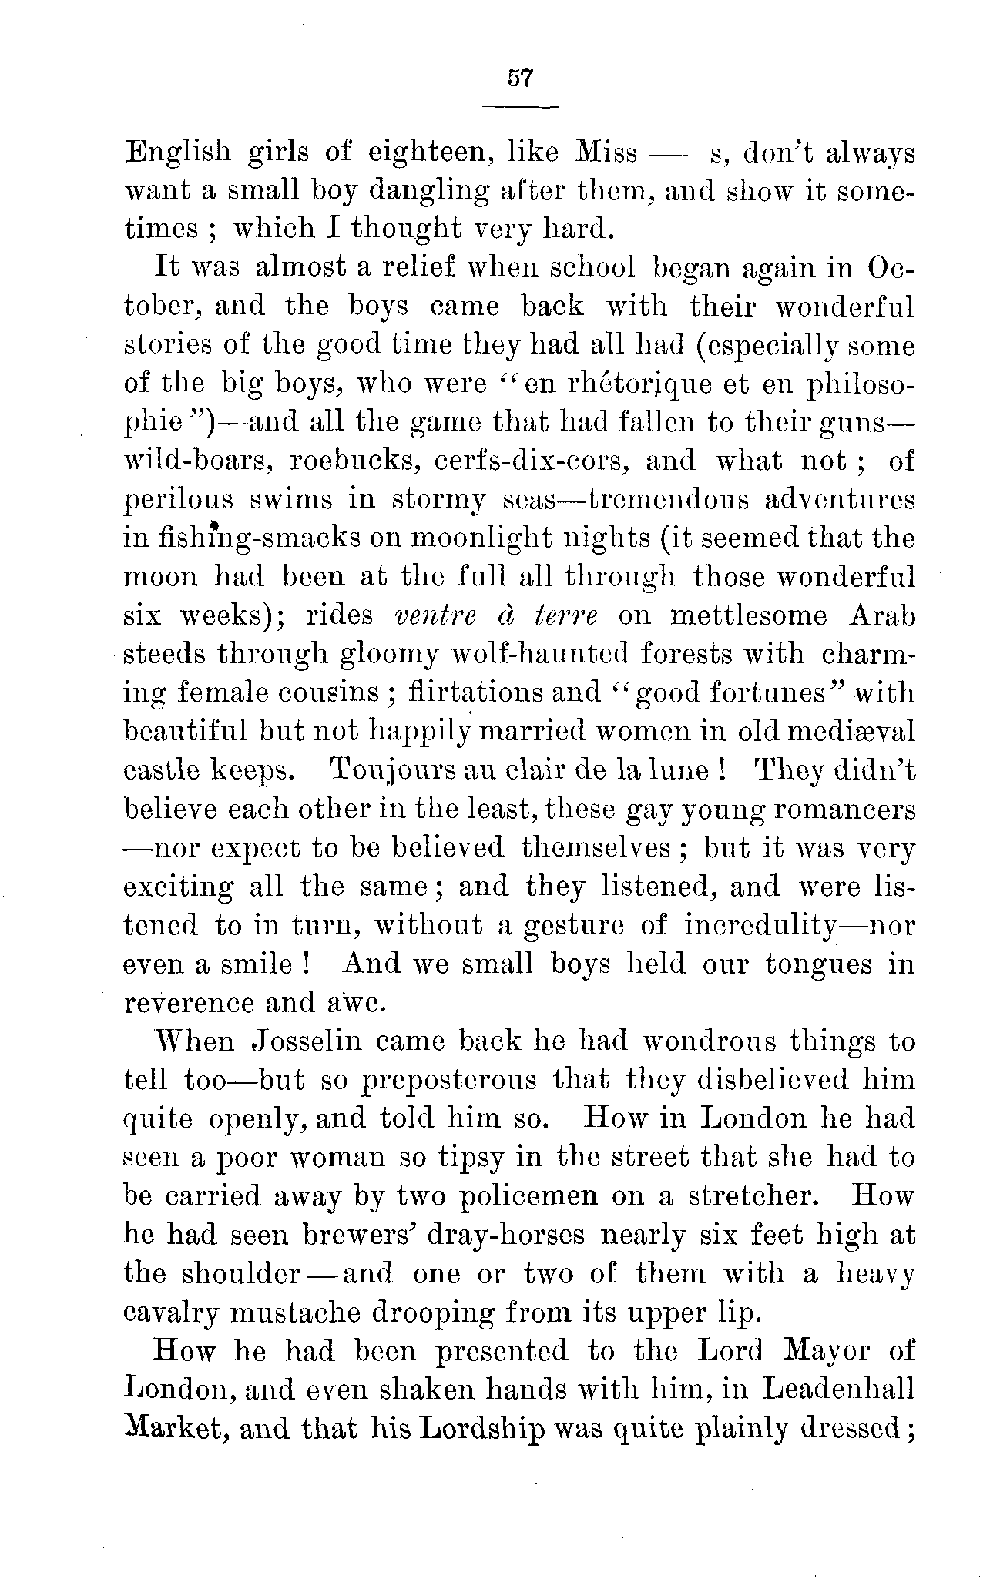 57
English girls of eighteen, like Miss — s, don't always
want a small boy dangling after them, and show it some-
times ; which I thought very hard.
It was almost a relief when school began again in Oc-
tober, and the boys came back with their wonderful
stories of the good time they had all had (especially some
of the big boys, who were “en rhétorique et en philoso-
phie”)—and all the game that had fallen to their guns—
wild-boars, roebucks, cerfs-dix-cors, and what not ; of
perilous swims in stormy seas—tremendous adventures
in fishing-smacks on moonlight nights (it seemed that the
moon had been at the full all through those wonderful
six weeks); rides ventre à terre on mettlesome Arab
steeds through gloomy wolf-haunted forests with charm-
ing female cousins ; flirtations and “good fortunes” with
beautiful but not happily married women in old mediæval
castle keeps. Toujours au clair de la lune ! They didn't
believe each other in the least, these gay young romancers
—nor expect to be believed themselves ; but it was very
exciting all the same ; and they listened, and were lis-
tened to in turn, without a gesture of incredulity—nor
even a smile ! And we small boys held our tongues in
reverence and awe.
When Josselin came back he had wondrous things to
tell too—but so preposterous that they disbelieved him
quite openly, and told him so. How in London he had
seen a poor woman so tipsy in the street that she had to
be carried away by two policemen on a stretcher. How
he had seen brewers' dray-horses nearly six feet high at
the shoulder—and one or two of them with a heavy
cavalry mustache drooping from its upper lip.
How he had been presented to the Lord Mayor of
London, and even shaken hands with him, in Leadenhall
Market, and that his Lordship was quite plainly dressed ;